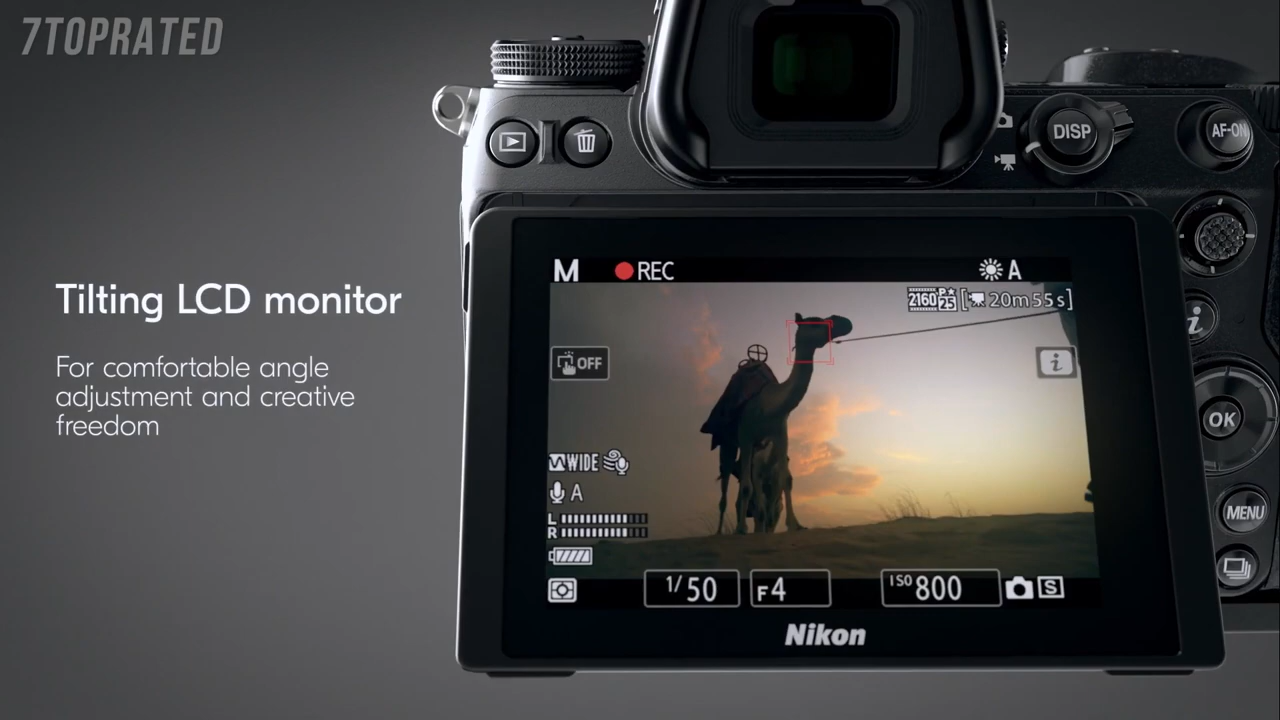 7TOPRATED
DISP
AF-ON
M REC A
2160 25 [20m55s]
Tilting LCD monitor
i
i
OFF
For comfortable angle
adjustment and creative
freedom
OK
WIDE
A
L
R
MENU
1/50 F4 ISO 800 S
Nikon